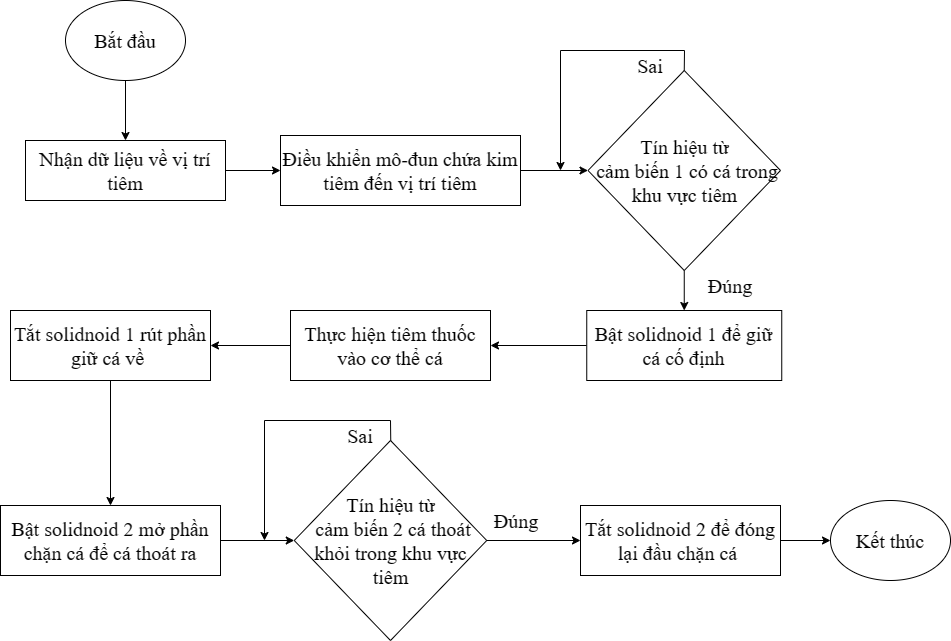 Bắt đầu
Nhận dữ liệu về vị trí
tiêm
Điều khiển mô-đun chứa kim
tiêm đến vị trí tiêm
Sai
Tín hiệu từ
cảm biến 1 có cá trong
khu vực tiêm
Đúng
Bật solidnoid 1 để giữ
cá cố định
Thực hiện tiêm thuốc
vào cơ thể cá
Tắt solidnoid 1 rút phần
giữ cá về
Bật solidnoid 2 mở phần
chặn cá để cá thoát ra
Sai
Tín hiệu từ
cảm biến 2 cá thoát
khỏi trong khu vực
tiêm
Đúng
Tắt solidnoid 2 để đóng
lại đầu chặn cá
Kết thúc